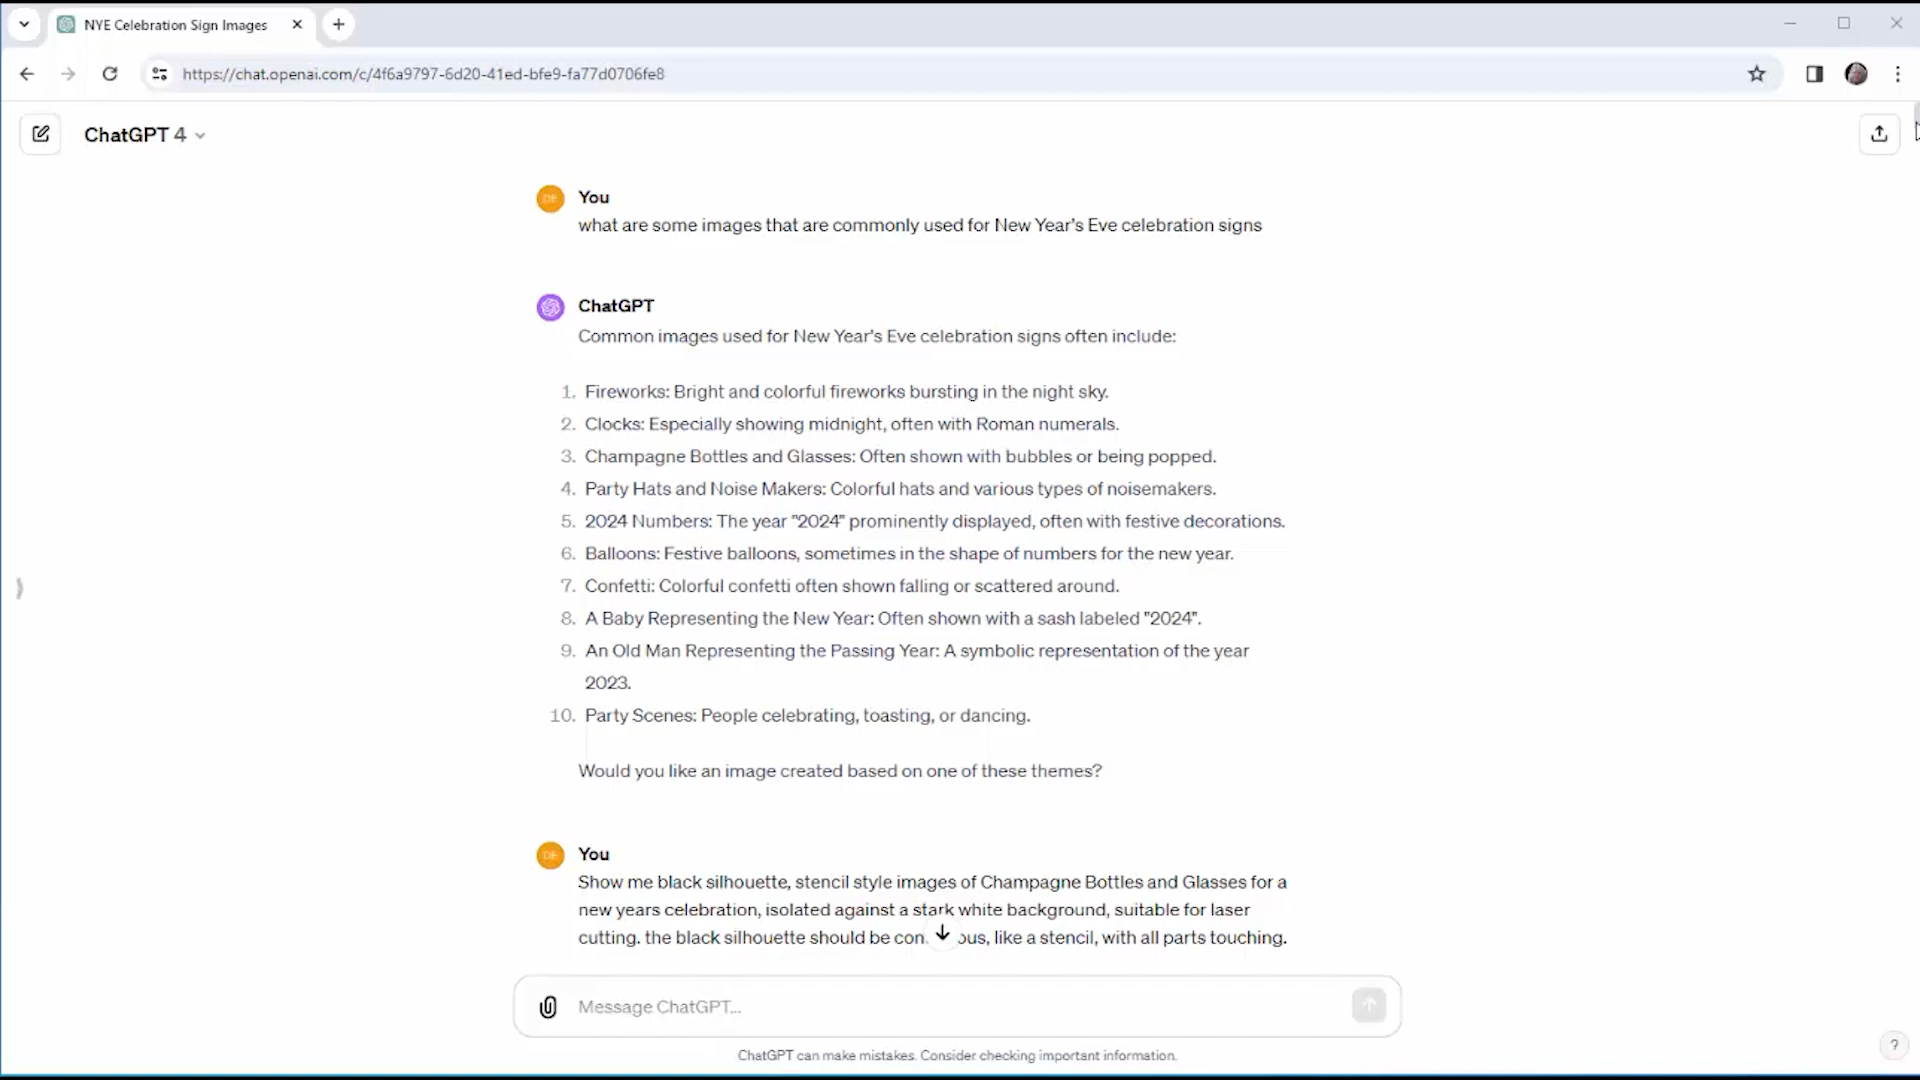 NYE Celebration Sign Images
https://chat.openai.com/c/4f6a9797-6d20-41ed-bfe9-fa77d0706fe8
ChatGPT 4
DE
You
what are some images that are commonly used for New Year's Eve celebration signs
ChatGPT
Common images used for New Year's Eve celebration signs often include:
1. Fireworks: Bright and colorful fireworks bursting in the night sky.
2. Clocks: Especially showing midnight, often with Roman numerals.
3. Champagne Bottles and Glasses: Often shown with bubbles or being popped.
4. Party Hats and Noise Makers: Colorful hats and various types of noisemakers.
5. 2024 Numbers: The year "2024" prominently displayed, often with festive decorations.
6. Balloons: Festive balloons, sometimes in the shape of numbers for the new year.
7. Confetti: Colorful confetti often shown falling or scattered around.
8. A Baby Representing the New Year: Often shown with a sash labeled "2024".
9. An Old Man Representing the Passing Year: A symbolic representation of the year
2023.
10. Party Scenes: People celebrating, toasting, or dancing.
Would you like an image created based on one of these themes?
DE
You
Show me black silhouette, stencil style images of Champagne Bottles and Glasses for a
new years celebration, isolated against a stark white background, suitable for laser
cutting. the black silhouette should be con ous, like a stencil, with all parts touching.
Message ChatGPT...
ChatGPT can make mistakes. Consider checking important information.
?